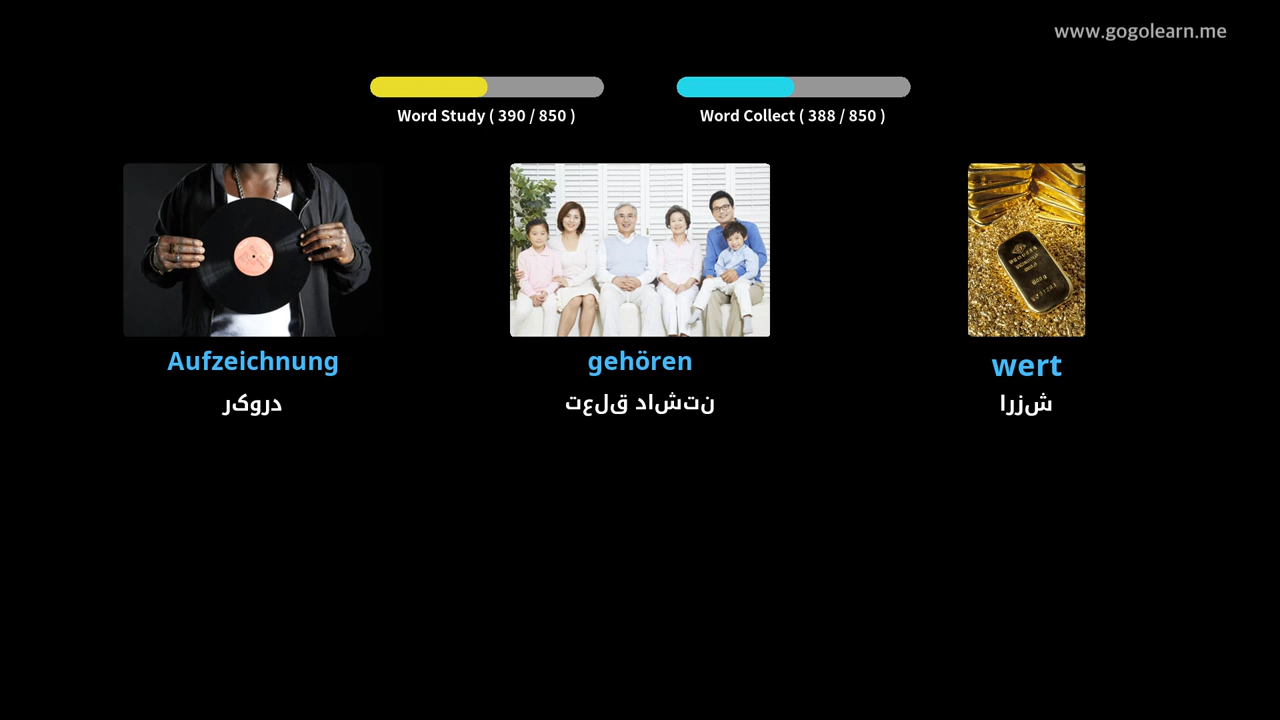 www.gogolearn.me
Word Study ( 390 / 850 )
Word Collect ( 388 / 850 )
Aufzeichnung
دروکر
gehören
نتشاد قلعت
wert
شزرا